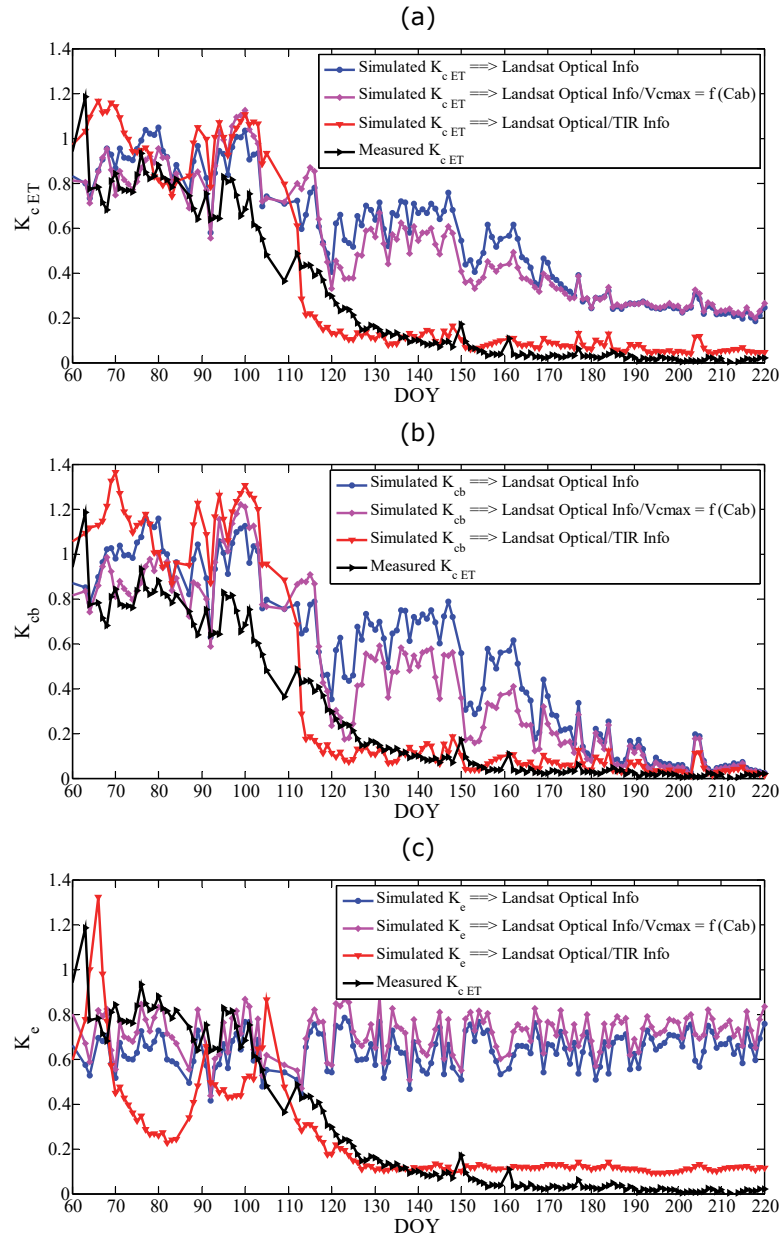 (a)
1.4
1.2
1
0.8
0.6
0.4
0.2
0
K c ET
Simulated K c ET ==> Landsat Optical Info
Simulated K c ET ==> Landsat Optical Info/Vcmax = f (Cab)
Simulated K c ET ==> Landsat Optical/TIR Info
Measured K c ET
60 70 80 90 100 110 120 130 140 150 160 170 180 190 200 210 220
DOY
(b)
1.4
1.2
1
0.8
0.6
0.4
0.2
0
K cb
Simulated K cb ==> Landsat Optical Info
Simulated K cb ==> Landsat Optical Info/Vcmax = f (Cab)
Simulated K cb ==> Landsat Optical/TIR Info
Measured K c ET
60 70 80 90 100 110 120 130 140 150 160 170 180 190 200 210 220
DOY
(c)
1.4
1.2
1
0.8
0.6
0.4
0.2
0
K e
Simulated K e ==> Landsat Optical Info
Simulated K e ==> Landsat Optical Info/Vcmax = f (Cab)
Simulated K e ==> Landsat Optical/TIR Info
Measured K c ET
60 70 80 90 100 110 120 130 140 150 160 170 180 190 200 210 220
DOY